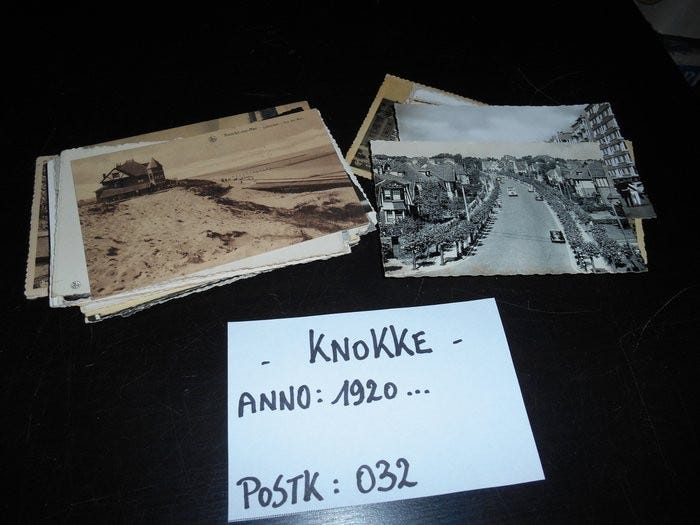 - KNOKKE -
ANNO: 1920...
POSTK: 032